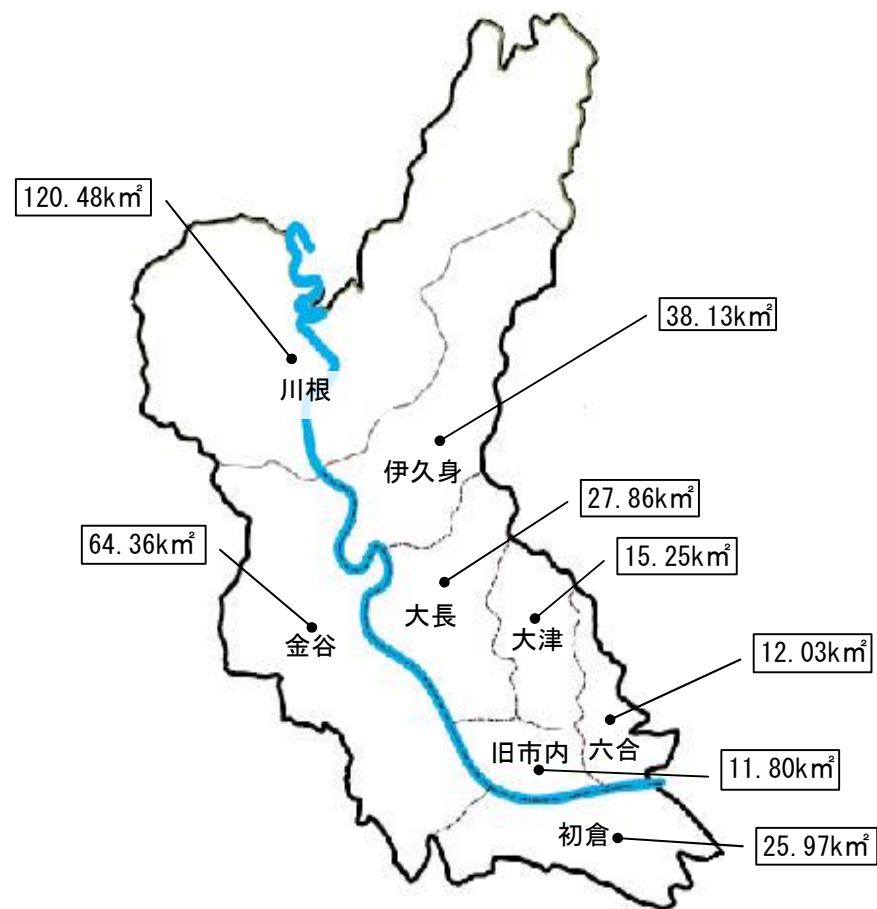 120.48k㎡
38.13k㎡
川根
伊久身
27.86k㎡
64.36k㎡
15.25k㎡
大長
大津
金谷
12.03k㎡
旧市内
六合
11.80k㎡
初倉
25.97k㎡